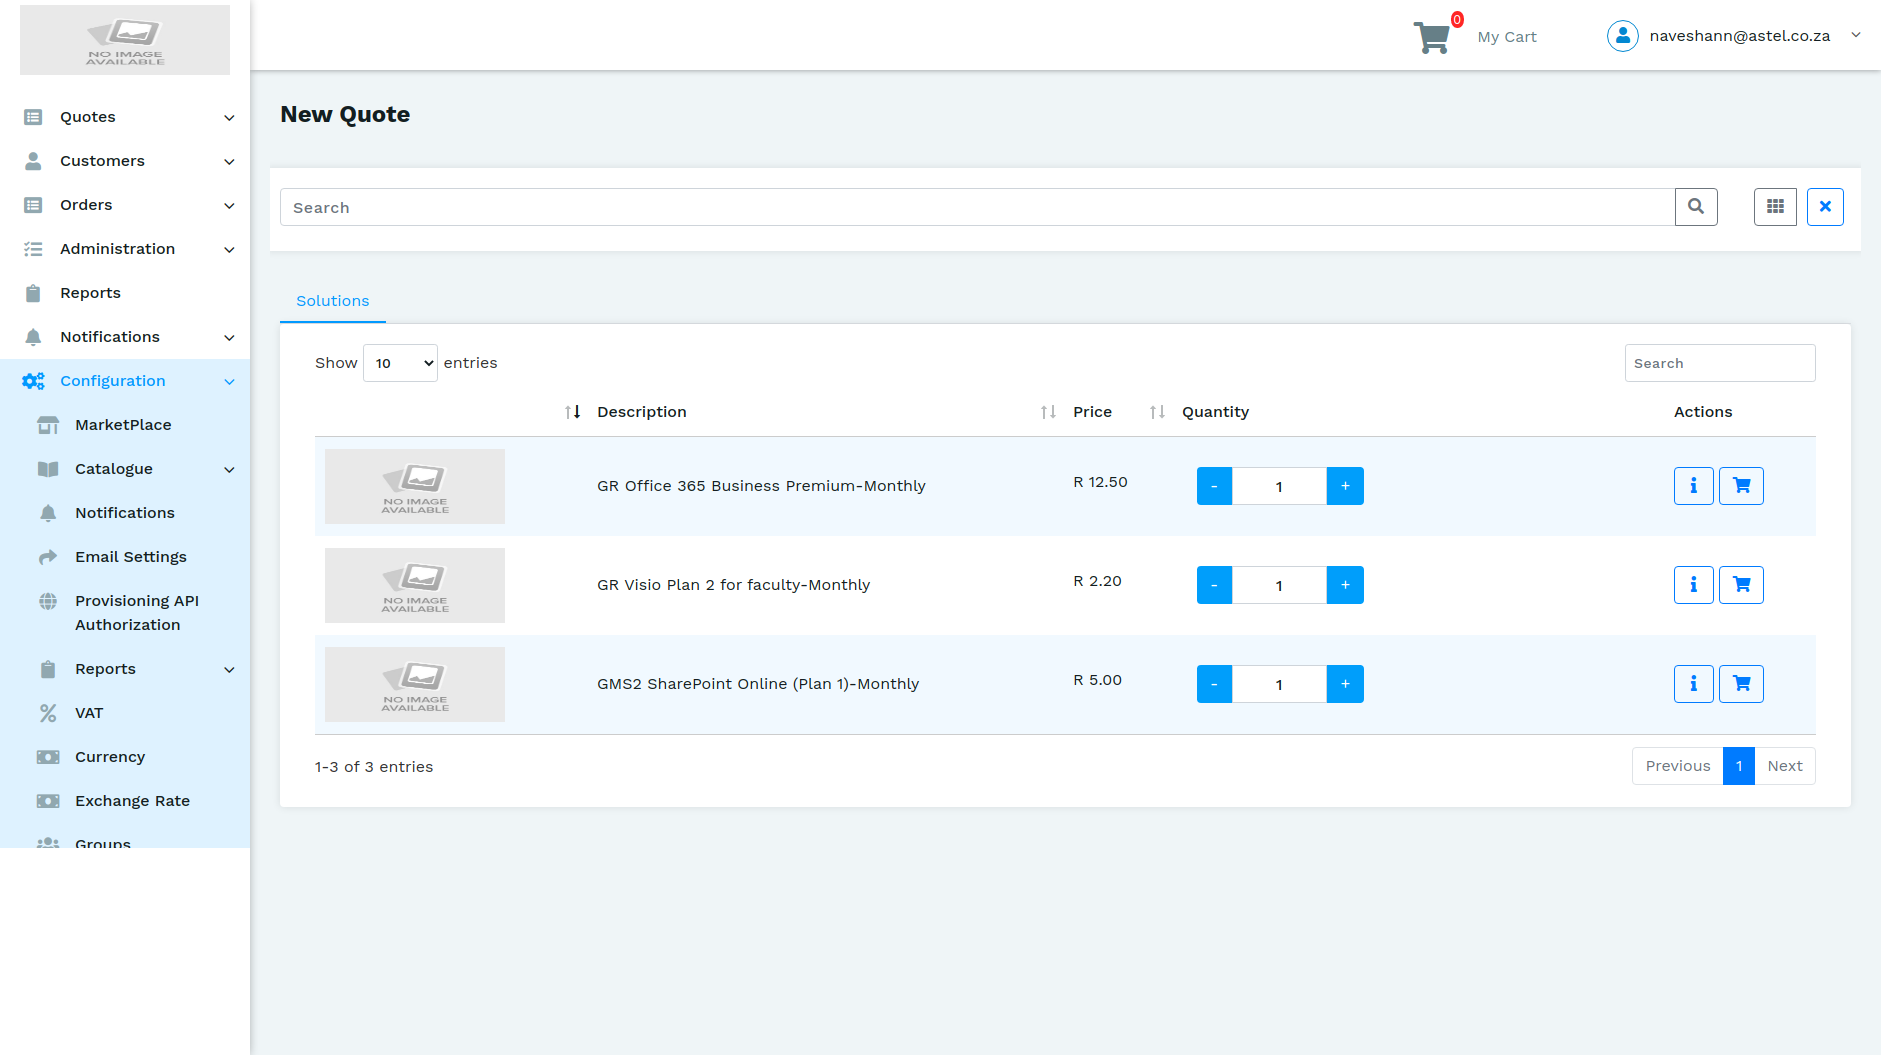 NO IMAGE
AVAILABLE
0
My Cart
naveshann@astel.co.za
Quotes
Customers
Orders
Administration
Reports
Notifications
Configuration
MarketPlace
Catalogue
Notifications
Email Settings
Provisioning API
Authorization
Reports
VAT
Currency
Exchange Rate
Groups
New Quote
Search
Solutions
Show 10 entries
Search
Description Price Quantity Actions
NO IMAGE
AVAILABLE
GR Office 365 Business Premium-Monthly
R 12.50
- 1 +
NO IMAGE
AVAILABLE
GR Visio Plan 2 for faculty-Monthly
R 2.20
- 1 +
NO IMAGE
AVAILABLE
GMS2 SharePoint Online (Plan 1)-Monthly
R 5.00
- 1 +
1-3 of 3 entries
Previous 1 Next